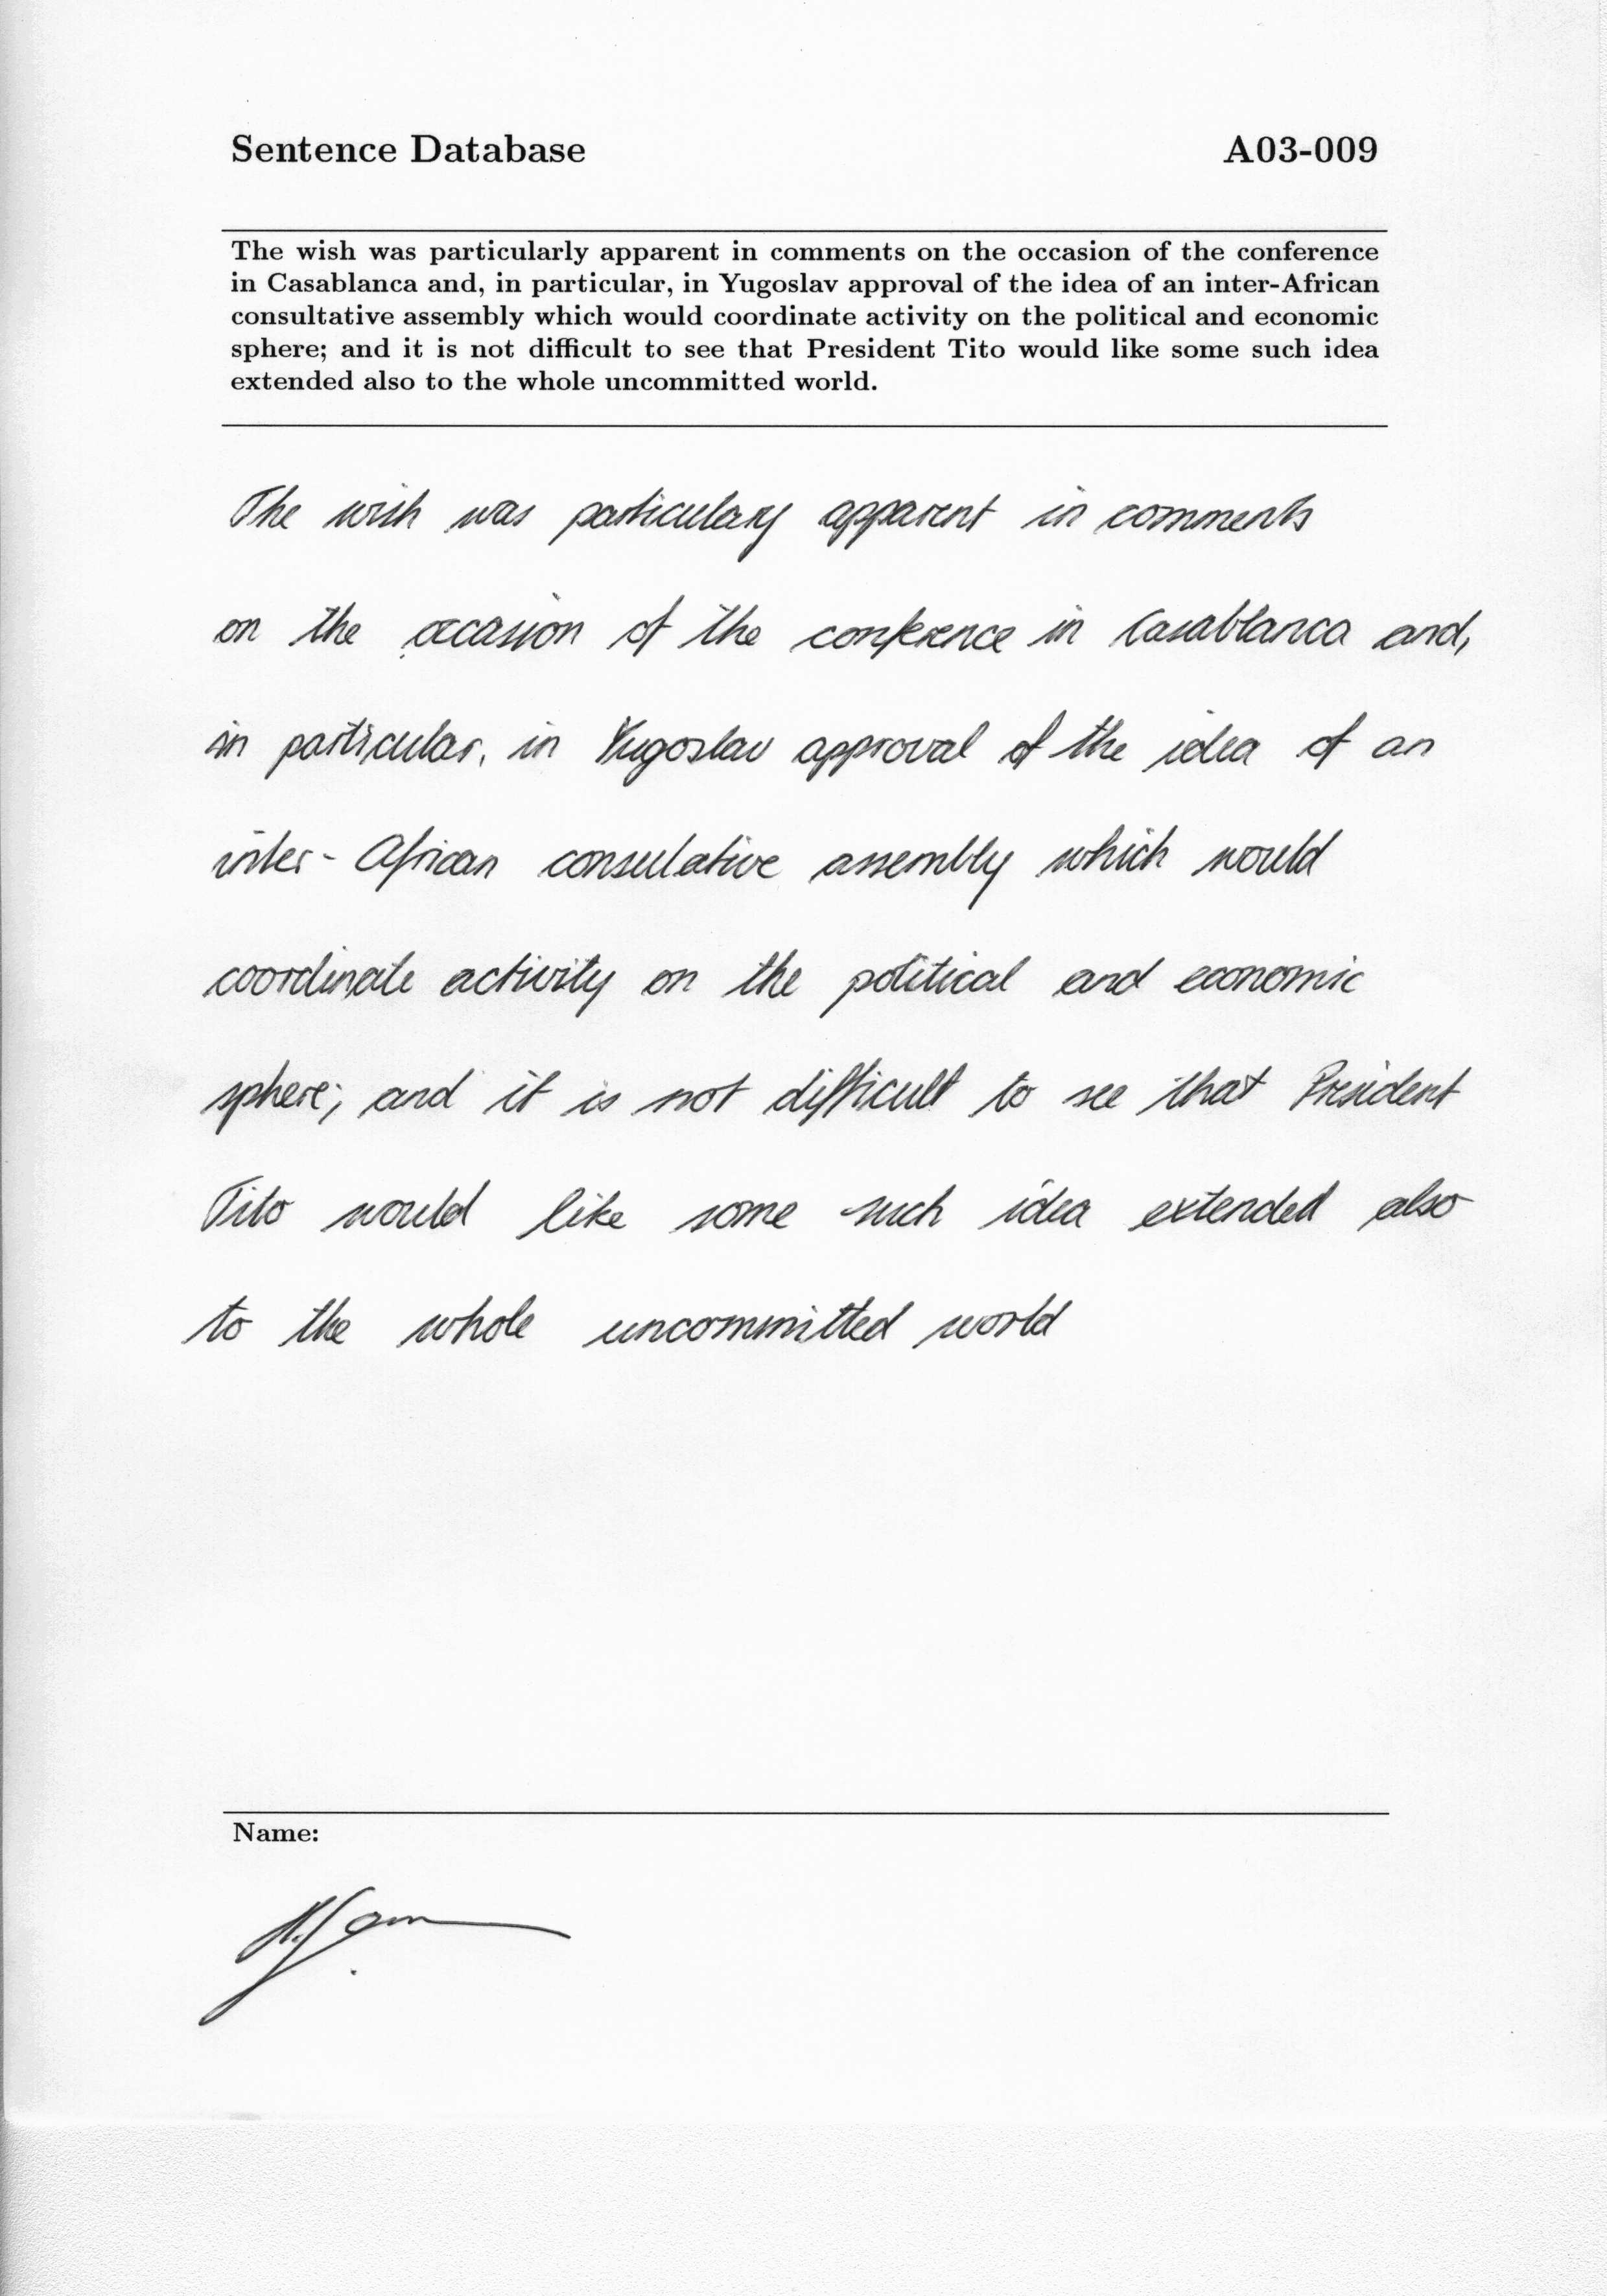 Sentence Database A03-009
The wish was particularly apparent in comments on the occasion of the conference
in Casablanca and, in particular, in Yugoslav approval of the idea of an inter-African
consultative assembly which would coordinate activity on the political and economic
sphere; and it is not difficult to see that President Tito would like some such idea
extended also to the whole uncommitted world.
The wish was particulary apparent in comments
on the occasion of the conference in Casablanca and,
in particular, in Yugoslav approval of the idea of an
inter-African consulative assembly which would
coordinate activity on the political and economic
sphere; and it is not difficult to see that President
Tito would like some such idea extended also
to the whole uncommitted world
Name: